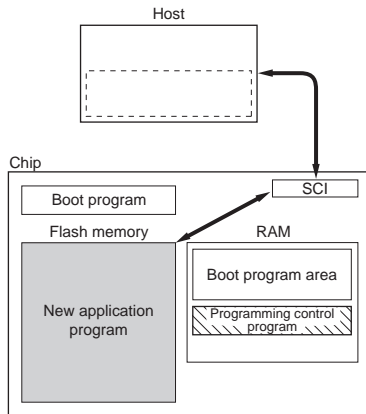 Host
Chip
SCI
Boot program
Flash memory
RAM
Boot program area
New application
program
Programming control
program